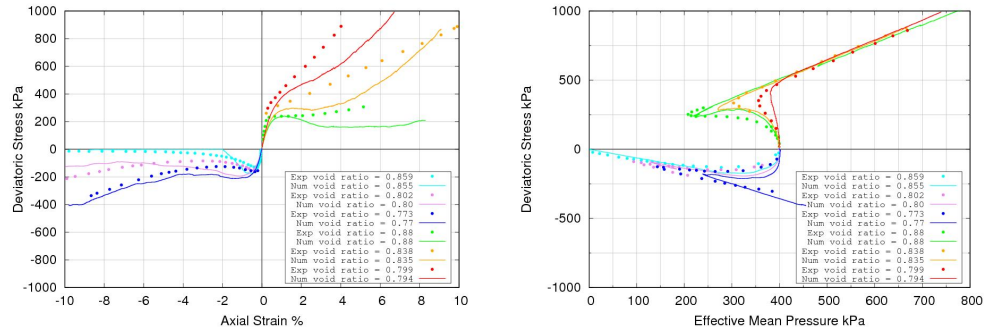 1000
800
600
400
200
0
-200
-400
-600
-800
-1000
Deviatoric Stress kPa
-10 -8 -6 -4 -2 0 2 4 6 8 10
Axial Strain %
Exp void ratio = 0.859
Num void ratio = 0.855
Exp void ratio = 0.802
Num void ratio = 0.80
Exp void ratio = 0.773
Num void ratio = 0.77
Exp void ratio = 0.88
Num void ratio = 0.88
Exp void ratio = 0.838
Num void ratio = 0.835
Exp void ratio = 0.799
Num void ratio = 0.794
1000
500
0
-500
-1000
Deviatoric Stress kPa
0 100 200 300 400 500 600 700 800
Effective Mean Pressure kPa
Exp void ratio = 0.859
Num void ratio = 0.855
Exp void ratio = 0.802
Num void ratio = 0.80
Exp void ratio = 0.773
Num void ratio = 0.77
Exp void ratio = 0.88
Num void ratio = 0.88
Exp void ratio = 0.838
Num void ratio = 0.835
Exp void ratio = 0.799
Num void ratio = 0.794